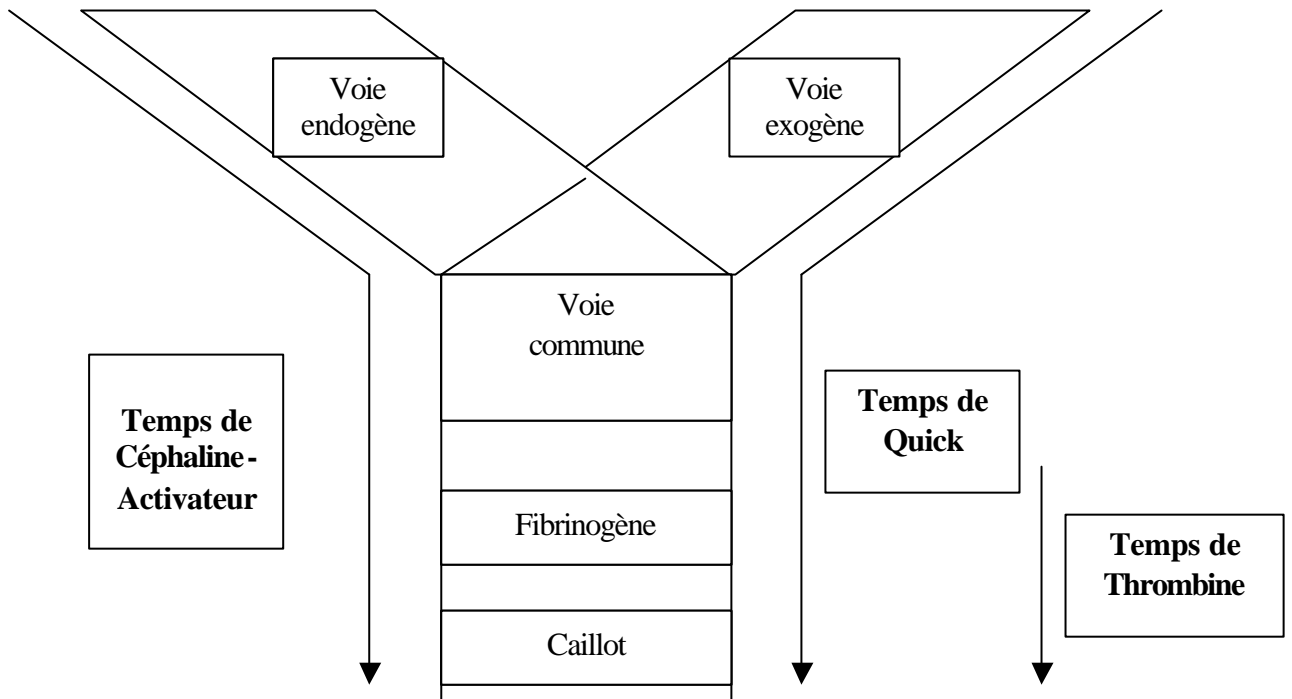 Voie
endogène
Voie
exogène
Voie
commune
Temps de
Céphaline-
Activateur
Temps de
Quick
Fibrinogène
Temps de
Thrombine
Caillot